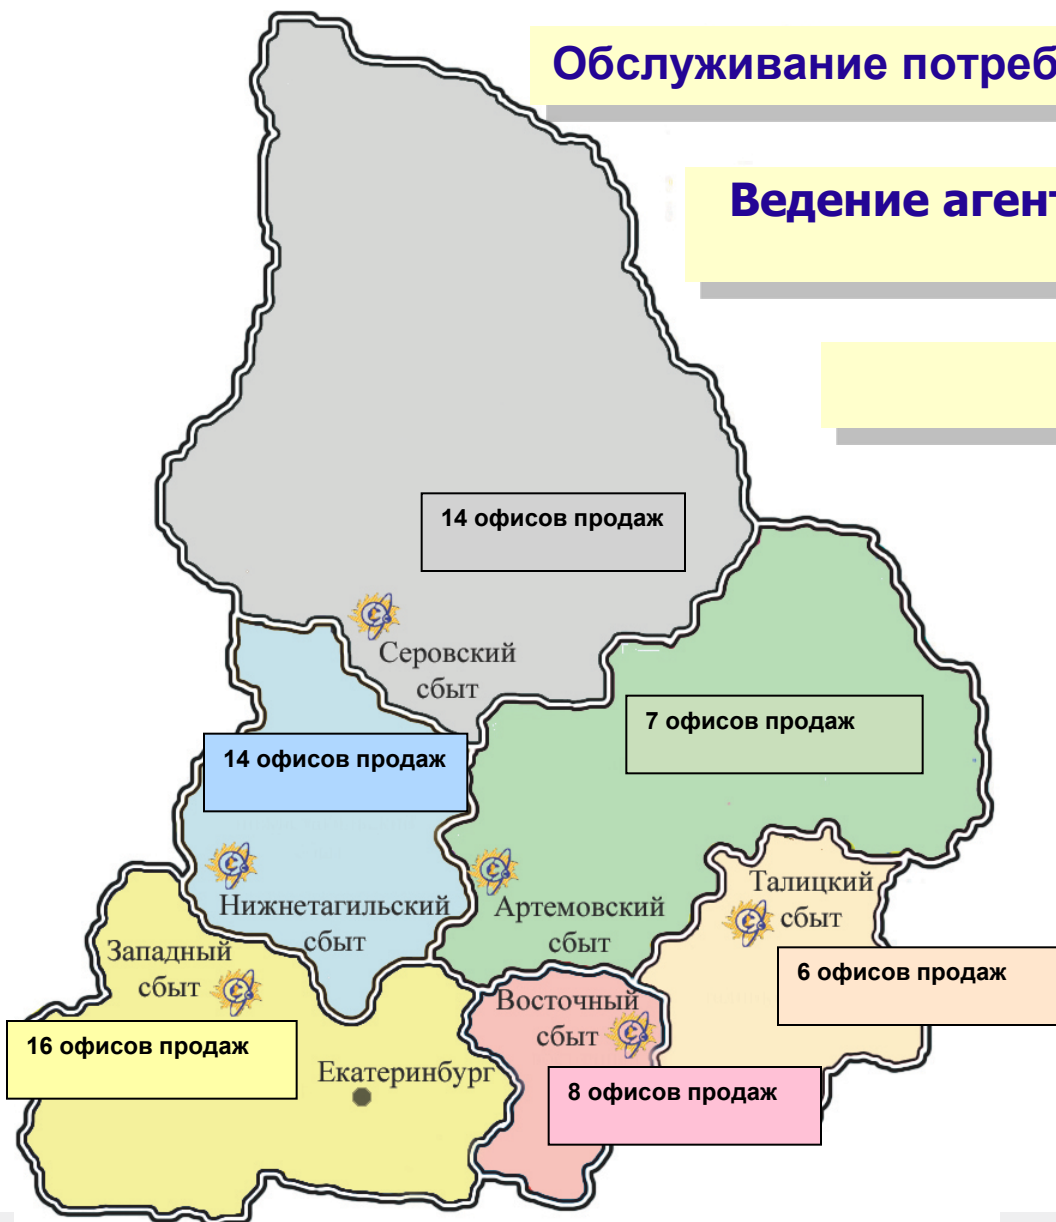 Обслуживание потреб
Ведение агент
14 офисов продаж
Серовский
сбыт
7 офисов продаж
14 офисов продаж
Нижнетагильский
сбыт
Артемовский
сбыт
Талицкий
сбыт
6 офисов продаж
Западный
сбыт
16 офисов продаж
Екатеринбург
Восточный
сбыт
8 офисов продаж